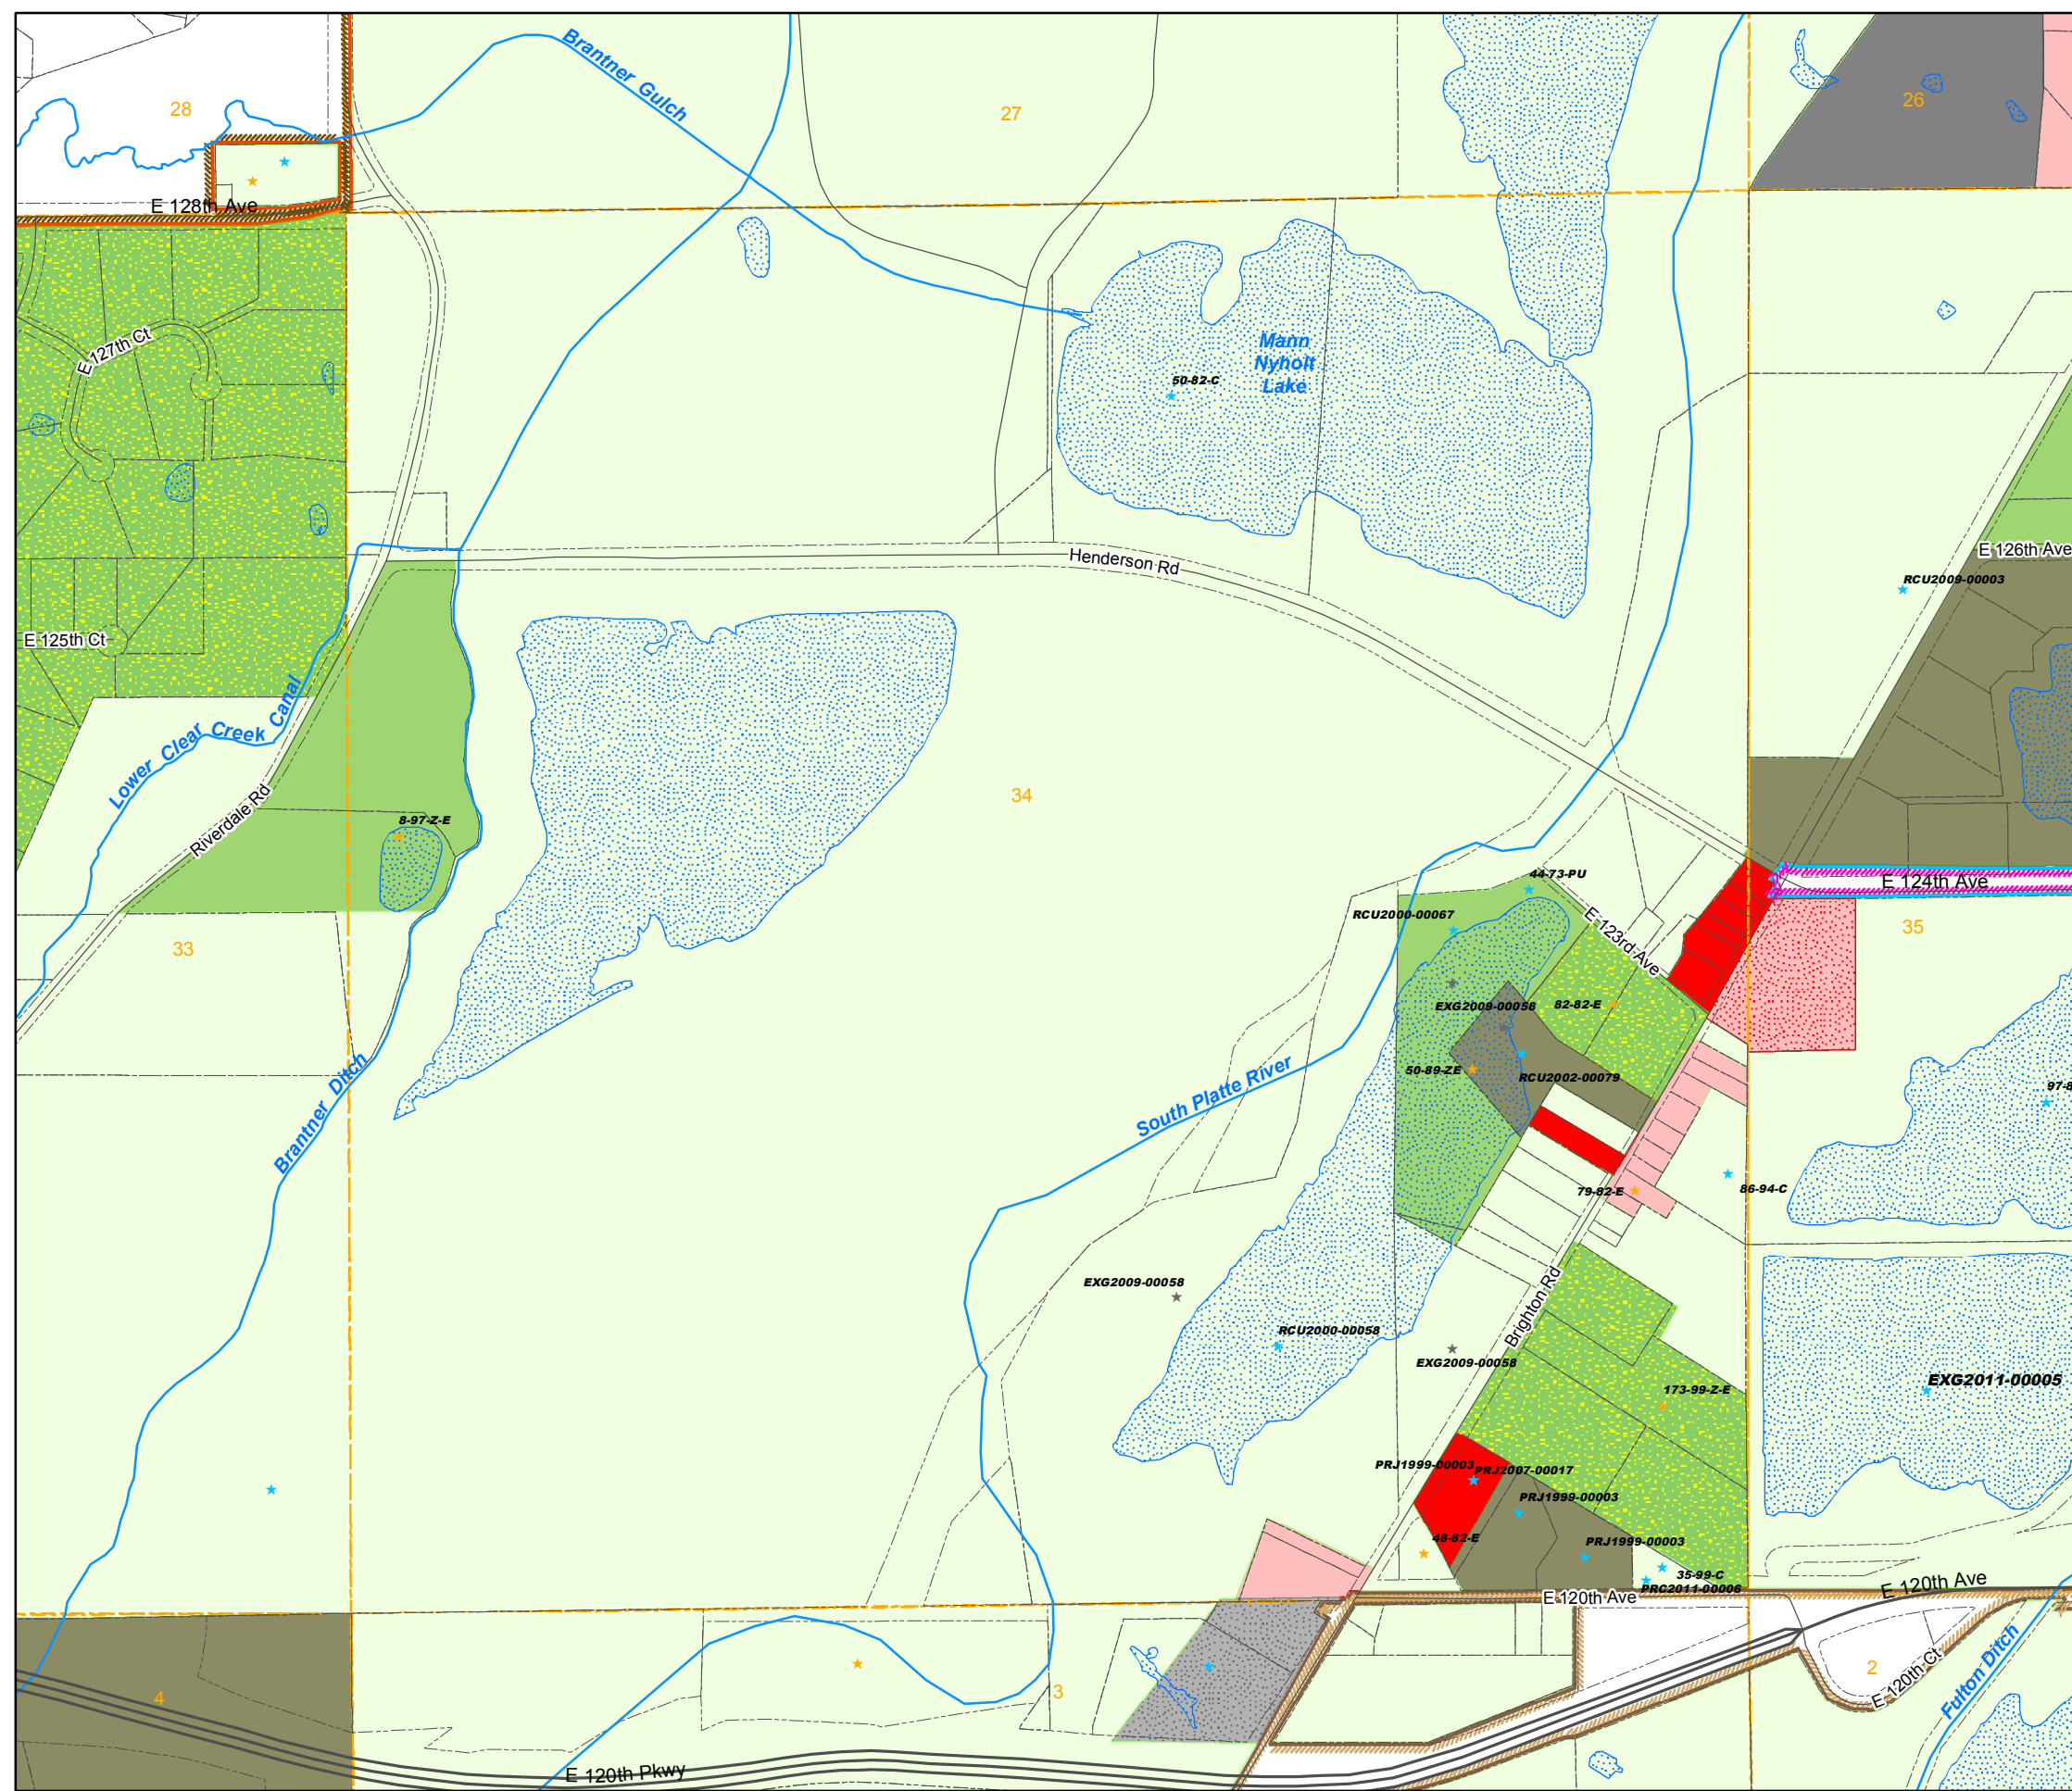 Brantner Gulch
28
27
26
E 128th Ave
E 127th Ct
Mann
Nyholt
Lake
50-82-C
Henderson Rd
E 126th Ave
RCU2009-00003
E 125th Ct
Lower Clear Creek Canal
Riverdale Rd
34
8-97-Z-E
44-73-PU
E 124th Ave
RCU2000-00067
33
E 123rd Ave
35
EXG2009-00058
82-82-E
50-89-ZE
RCU2002-00079
97-8
Brantner Ditch
South Platte River
79-82-E
86-94-C
EXG2009-00058
Brighton Rd
RCU2000-00058
EXG2009-00058
EXG2011-00005
173-99-Z-E
PRJ1999-00003
PRJ2007-00017
PRJ1999-00003
48-82-E
PRJ1999-00003
35-99-C
PRC2011-00006
E 120th Ave
E 120th Ave
4
3
2
E 120th Ct
Fulton Ditch
E 120th Pkwy